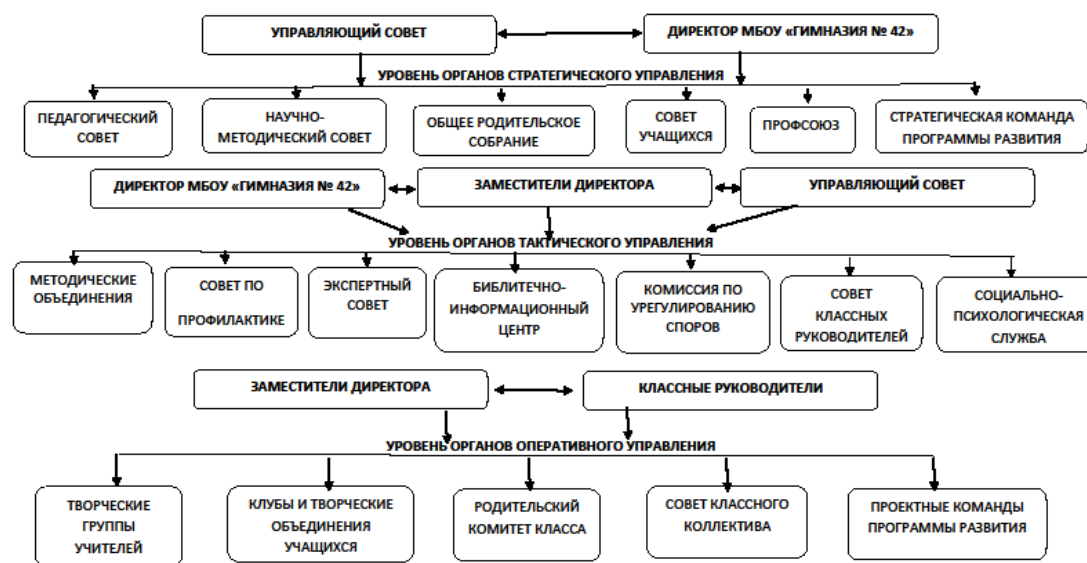 УПРАВЛЯЮЩИЙ СОВЕТ
ДИРЕКТОР МБОУ «ГИМНАЗИЯ № 42»
УРОВЕНЬ ОРГАНОВ СТРАТЕГИЧЕСКОГО УПРАВЛЕНИЯ
ПЕДАГОГИЧЕСКИЙ
СОВЕТ
НАУЧНО-
МЕТОДИЧЕСКИЙ СОВЕТ
ОБЩЕЕ РОДИТЕЛЬСКОЕ
СОБРАНИЕ
СОВЕТ
УЧАЩИХСЯ
ПРОФСОЮЗ
СТРАТЕГИЧЕСКАЯ КОМАНДА
ПРОГРАММЫ РАЗВИТИЯ
ДИРЕКТОР МБОУ «ГИМНАЗИЯ № 42»
ЗАМЕСТИТЕЛИ ДИРЕКТОРА
УПРАВЛЯЮЩИЙ СОВЕТ
УРОВЕНЬ ОРГАНОВ ТАКТИЧЕСКОГО УПРАВЛЕНИЯ
МЕТОДИЧЕСКИЕ
ОБЪЕДИНЕНИЯ
СОВЕТ ПО
ПРОФИЛАКТИКЕ
ЭКСПЕРТНЫЙ
СОВЕТ
БИБЛИТЕЧНО-
ИНФОРМАЦИОННЫЙ
ЦЕНТР
КОМИССИЯ ПО
УРЕГУЛИРОВАНИЮ
СПОРОВ
СОВЕТ
КЛАССНЫХ
РУКОВОДИТЕЛЕЙ
СОЦИАЛЬНО-
ПСИХОЛОГИЧЕСКАЯ
СЛУЖБА
ЗАМЕСТИТЕЛИ ДИРЕКТОРА
КЛАССНЫЕ РУКОВОДИТЕЛИ
УРОВЕНЬ ОРГАНОВ ОПЕРАТИВНОГО УПРАВЛЕНИЯ
ТВОРЧЕСКИЕ
ГРУППЫ
УЧИТЕЛЕЙ
КЛУБЫ И ТВОРЧЕСКИЕ
ОБЪЕДИНЕНИЯ
УЧАЩИХСЯ
РОДИТЕЛЬСКИЙ
КОМИТЕТ КЛАССА
СОВЕТ КЛАССНОГО
КОЛЛЕКТИВА
ПРОЕКТНЫЕ КОМАНДЫ
ПРОГРАММЫ РАЗВИТИЯ